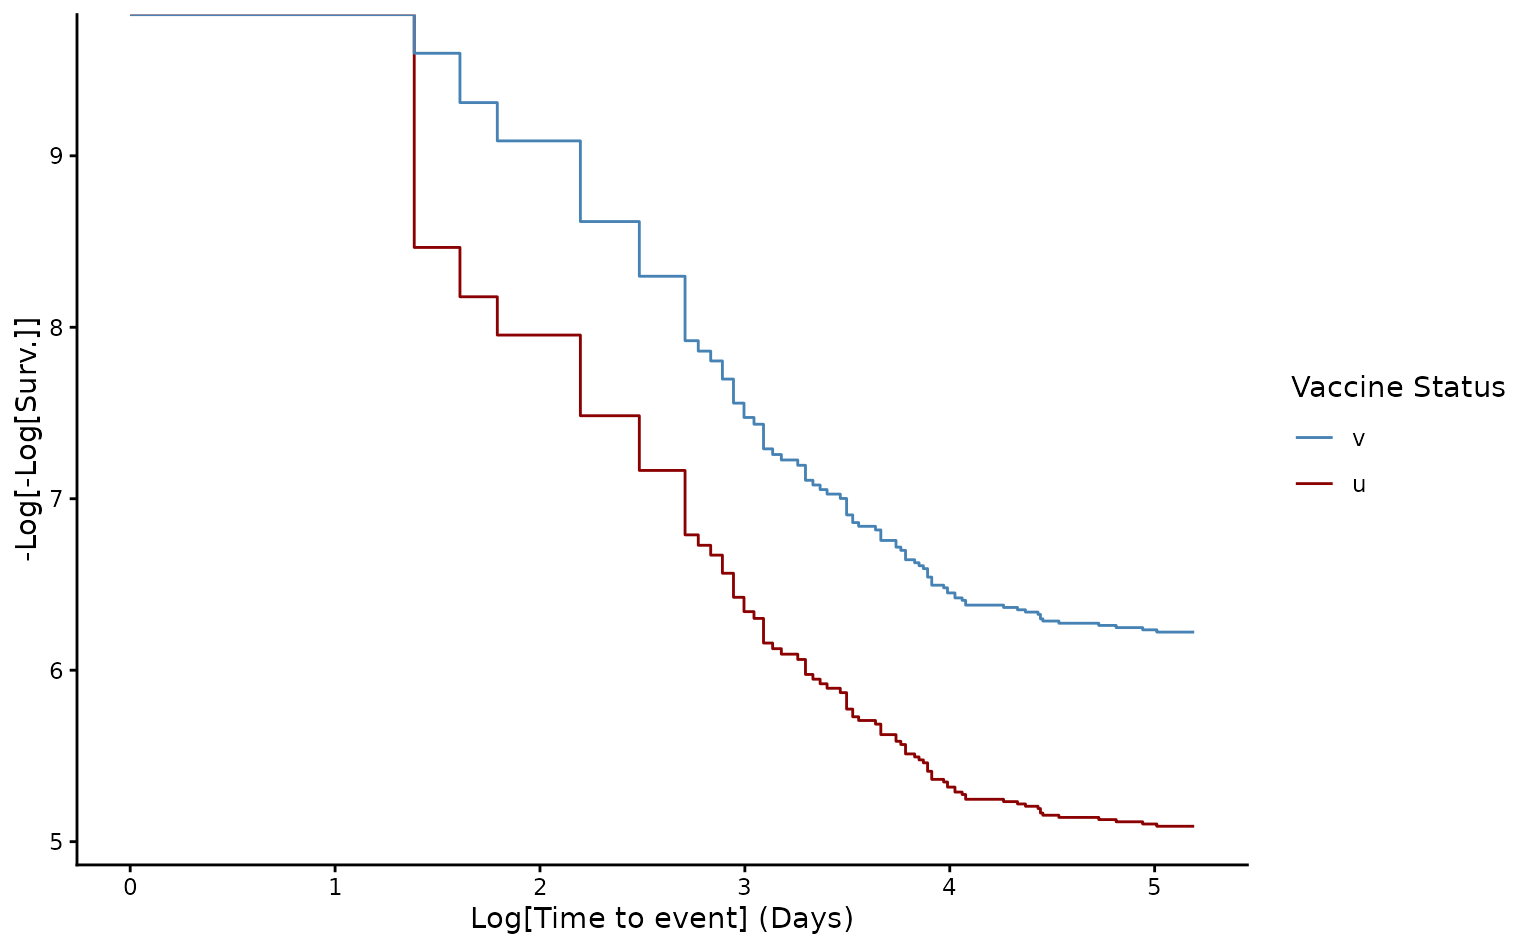 9
8
7
6
5
-Log[-Log[Surv.]]
0 1 2 3 4 5
Log[Time to event] (Days)
Vaccine Status
v
u